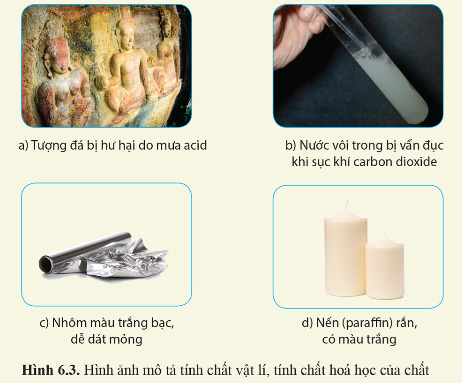 a) Tượng đá bị hư hại do mưa acid
b) Nước vôi trong bị vẩn đục
khi sục khí carbon dioxide
c) Nhôm màu trắng bạc,
dễ dát mỏng
d) Nến (paraffin) rắn,
có màu trắng
Hình 6.3. Hình ảnh mô tả tính chất vật lí, tính chất hoá học của chất